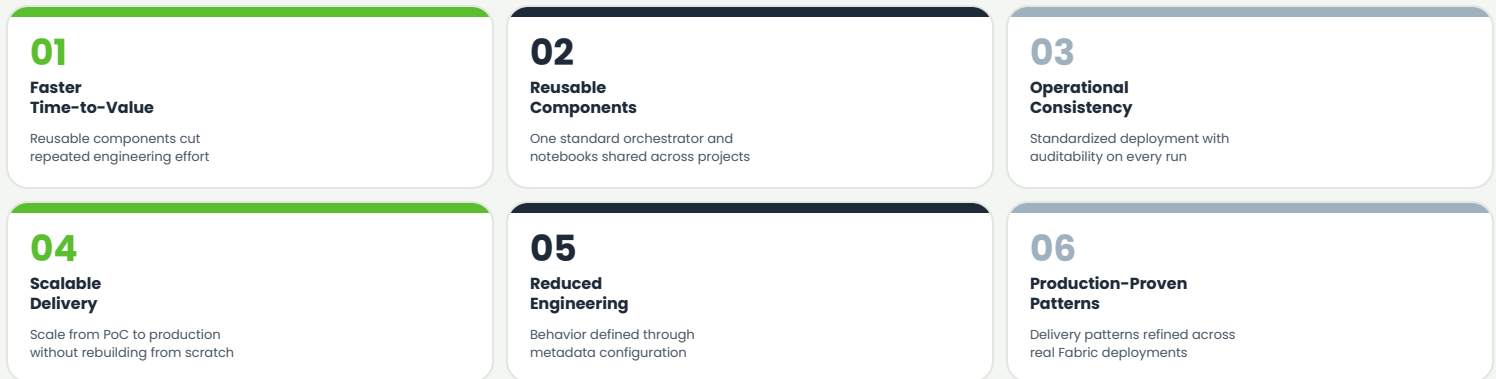 01
Faster
Time-to-Value
Reusable components cut
repeated engineering effort
02
Reusable
Components
One standard orchestrator and
notebooks shared across projects
03
Operational
Consistency
Standardized deployment with
auditability on every run
04
Scalable
Delivery
Scale from PoC to production
without rebuilding from scratch
05
Reduced
Engineering
Behavior defined through
metadata configuration
06
Production-Proven
Patterns
Delivery patterns refined across
real Fabric deployments